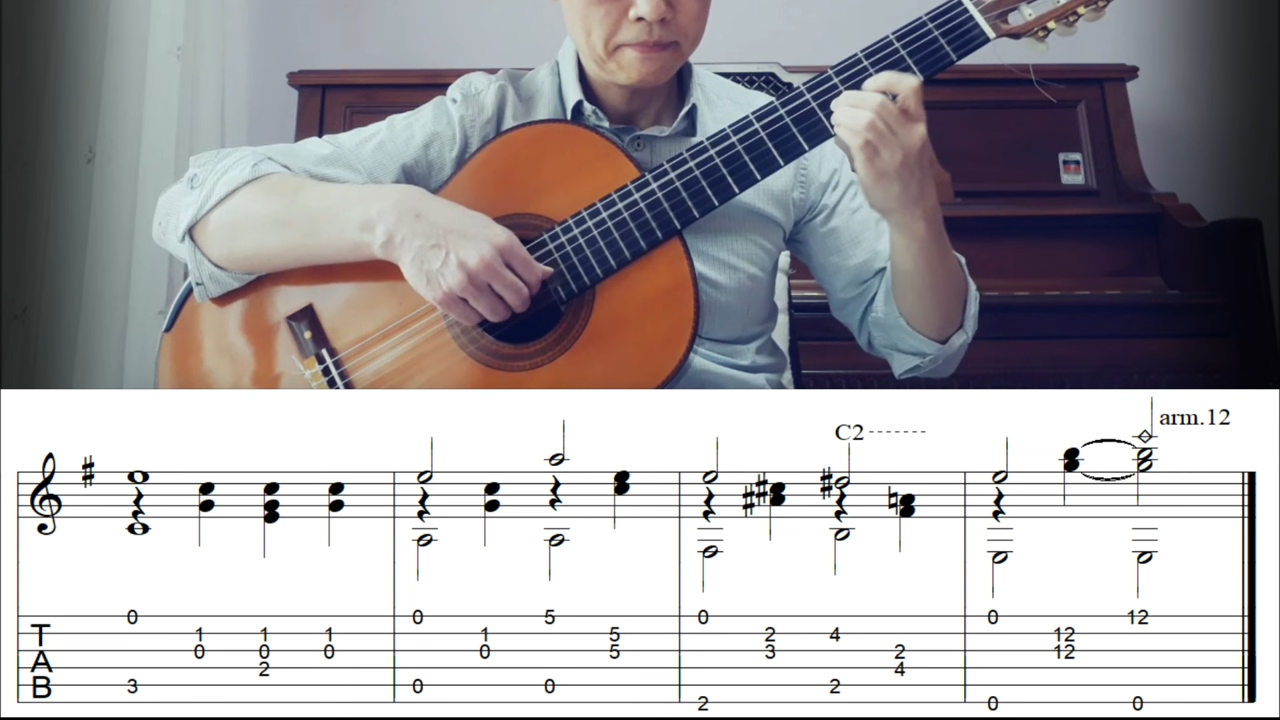 C2
arm.12
0 0 5 0 0 12
T 1 1 1 1 5 2 4 12
A 0 0 0 0 5 3 2 12
2 4
B 3 0 0 2
2 0 0